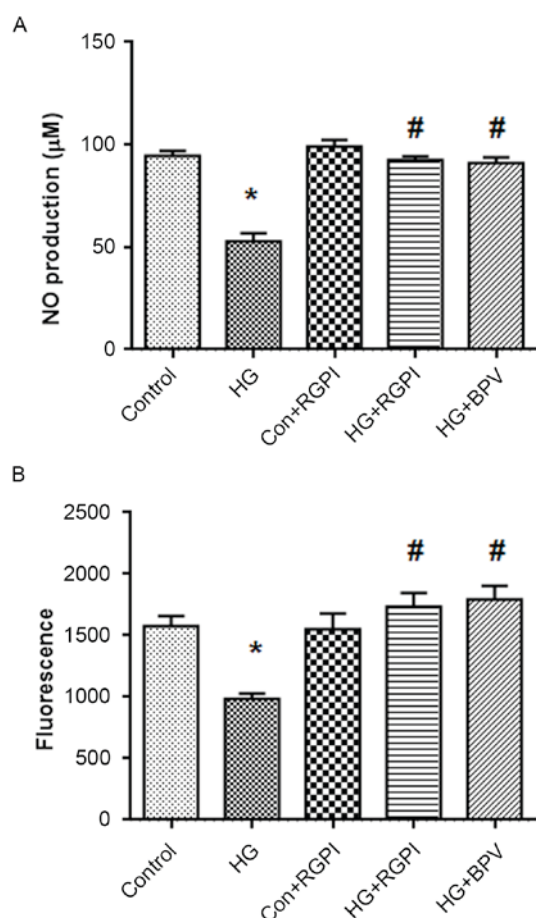 A
NO production (μM)
150
100
50
0
*
#
#
Control
HG
Con+RGPI
HG+RGPI
HG+BPV
B
Fluorescence
2500
2000
1500
1000
500
0
*
#
#
Control
HG
Con+RGPI
HG+RGPI
HG+BPV